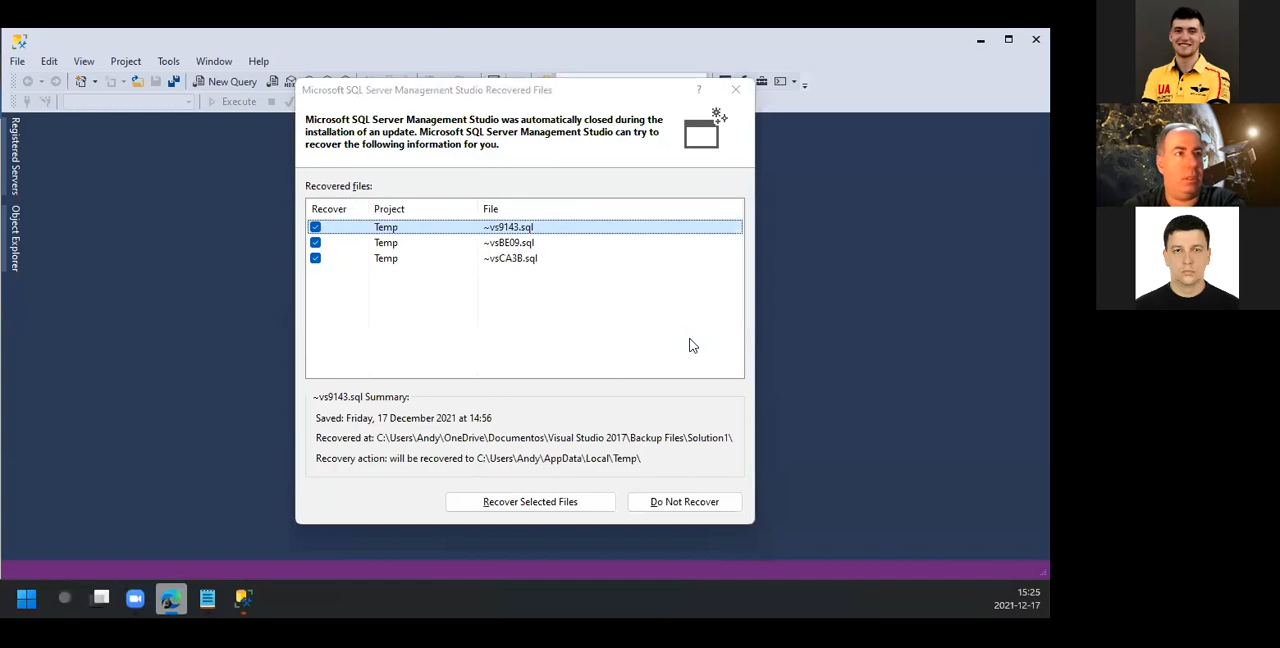 File Edit View Project Tools Window Help
New Query
Execute
Registered Servers
Object Explorer
Microsoft SQL Server Management Studio Recovered Files
?
Microsoft SQL Server Management Studio was automatically closed during the
installation of an update. Microsoft SQL Server Management Studio can try to
recover the following information for you.
Recovered files:
Recover Project File
Temp ~vs9143.sql
Temp ~vsBE09.sql
Temp ~vsCA3B.sql
~vs9143.sql Summary:
Saved: Friday, 17 December 2021 at 14:56
Recovered at: C:\Users\Andy\OneDrive\Documentos\Visual Studio 2017\Backup Files\Solution1\
Recovery action: will be recovered to C:\Users\Andy\AppData\Local\Temp\
Recover Selected Files Do Not Recover
15:25
2021-12-17
UA